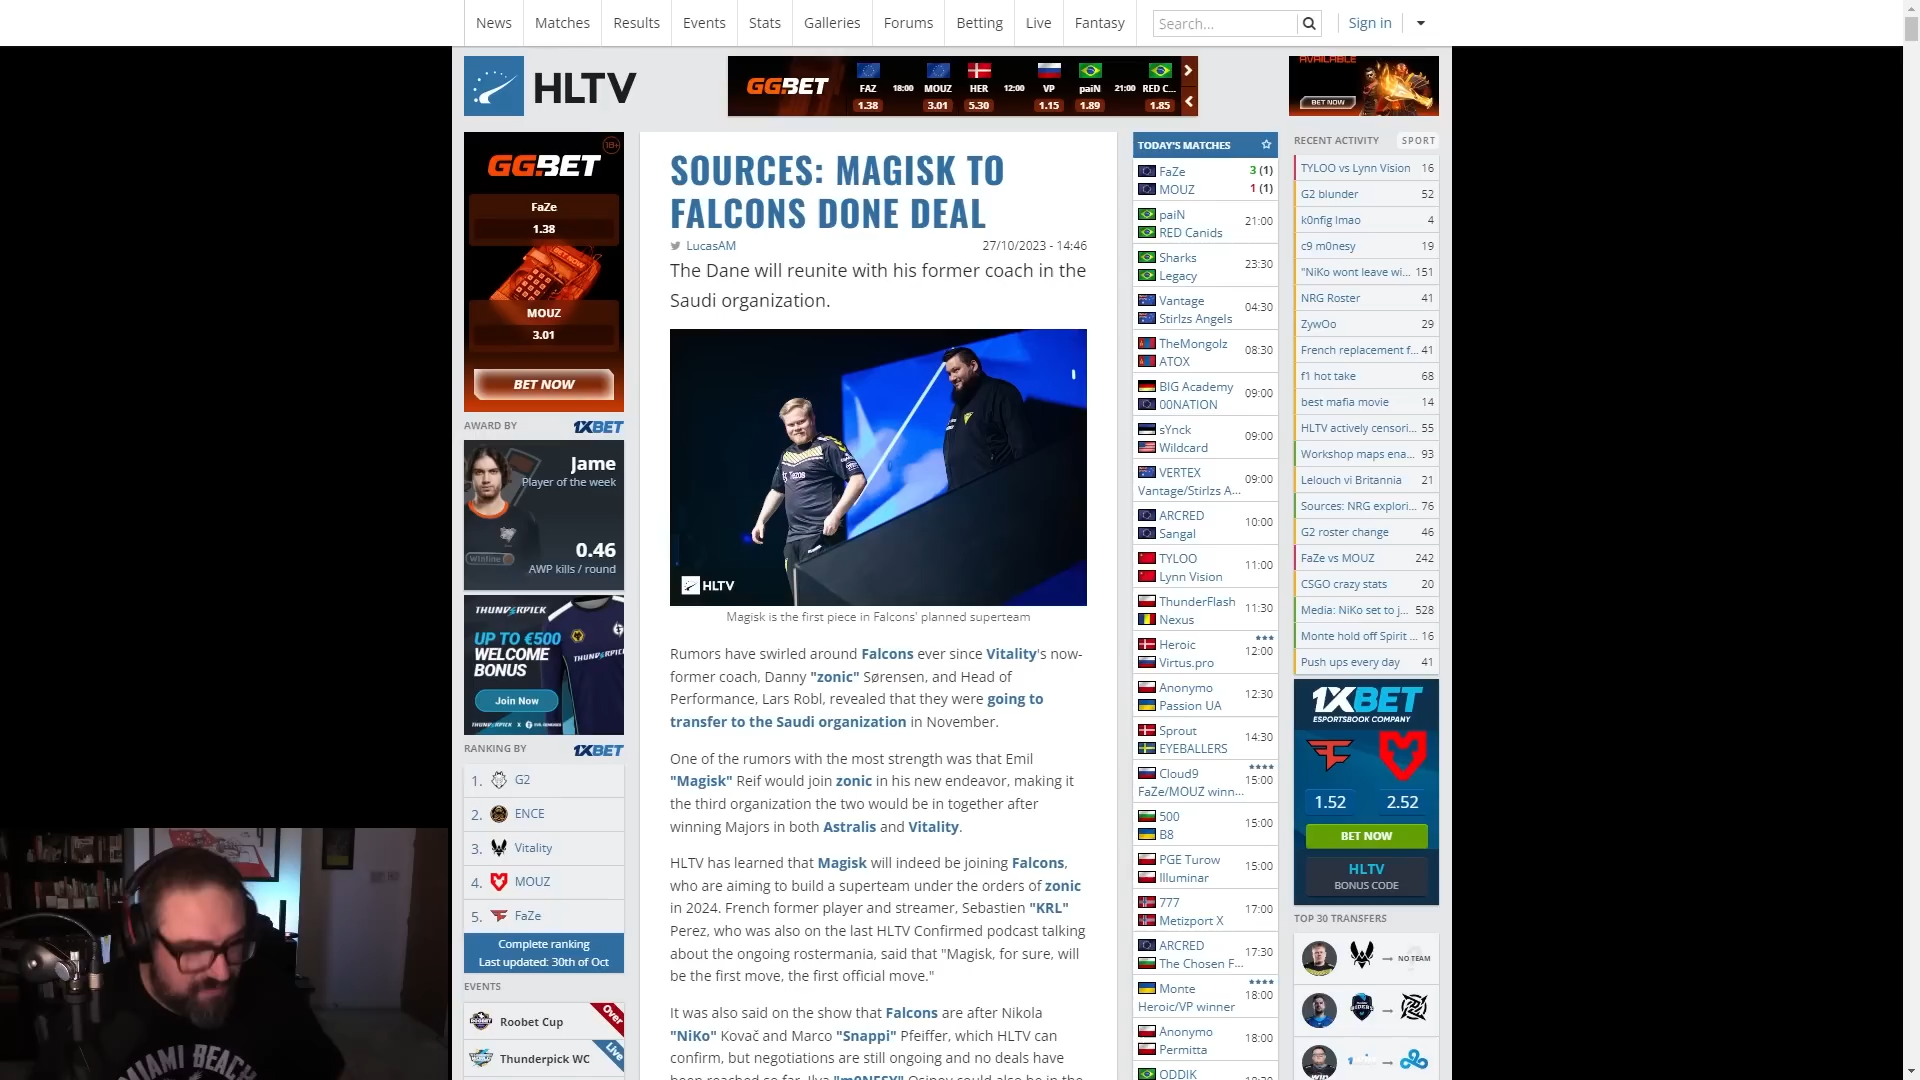 News Matches Results Events Stats Galleries Forums Betting Live Fantasy Search... Sign in
HLTV
GG.BET
FAZ 18:00 MOUZ HER 12:00 VP paiN 21:00 RED C...
1.38 3.01 5.30 1.15 1.89 1.85
AVAILABLE
BET NOW
18+
GG.BET
FaZe
1.38
BET NOW
MOUZ
3.01
BET NOW
AWARD BY 1XBET
Jame
Player of the week
winline
0.46
AWP kills / round
THUNDERPICK
UP TO €500
WELCOME
BONUS
Join Now
RANKING BY 1XBET
1. G2
2. ENCE
3. Vitality
4. MOUZ
5. FaZe
Complete ranking
Last updated: 30th of Oct
EVENTS
Roobet Cup Over
Thunderpick WC Live
SOURCES: MAGISK TO
FALCONS DONE DEAL
LucasAM 27/10/2023 - 14:46
The Dane will reunite with his former coach in the
Saudi organization.
HLTV
Magisk is the first piece in Falcons' planned superteam
Rumors have swirled around Falcons ever since Vitality's now-
former coach, Danny "zonic" Sørensen, and Head of
Performance, Lars Robl, revealed that they were going to
transfer to the Saudi organization in November.
One of the rumors with the most strength was that Emil
"Magisk" Reif would join zonic in his new endeavor, making it
the third organization the two would be in together after
winning Majors in both Astralis and Vitality.
HLTV has learned that Magisk will indeed be joining Falcons,
who are aiming to build a superteam under the orders of zonic
in 2024. French former player and streamer, Sebastien "KRL"
Perez, who was also on the last HLTV Confirmed podcast talking
about the ongoing rostermania, said that "Magisk, for sure, will
be the first move, the first official move."
It was also said on the show that Falcons are after Nikola
"NiKo" Kovač and Marco "Snappi" Pfeiffer, which HLTV can
confirm, but negotiations are still ongoing and no deals have
been reached so far. Ilya "m0NESY" Osipov could also be in the
TODAY'S MATCHES
FaZe 3 (1)
MOUZ 1 (1)
paiN
RED Canids 21:00
Sharks
Legacy 23:30
Vantage
Stirlzs Angels 04:30
TheMongolz
ATOX 08:30
BIG Academy
00NATION 09:00
sYnck
Wildcard 09:00
VERTEX
Vantage/Stirlzs A... 09:00
ARCRED
Sangal 10:00
TYLOO
Lynn Vision 11:00
ThunderFlash
Nexus 11:30
Heroic
Virtus.pro 12:00
Anonymo
Passion UA 12:30
Sprout
EYEBALLERS 14:30
Cloud9
FaZe/MOUZ winn... 15:00
500
B8 15:00
PGE Turow
Illuminar 15:00
777
Metizport X 17:00
ARCRED
The Chosen F... 17:30
Monte
Heroic/VP winner 18:00
Anonymo
Permitta 18:00
ODDIK
RECENT ACTIVITY SPORT
TYLOO vs Lynn Vision 16
G2 blunder 52
k0nfig lmao 4
c9 m0nesy 19
"NiKo wont leave wi... 151
NRG Roster 41
ZywOo 29
French replacement f... 41
f1 hot take 68
best mafia movie 14
HLTV actively censori... 55
Workshop maps ena... 93
Lelouch vi Britannia 21
Sources: NRG explori... 76
G2 roster change 46
FaZe vs MOUZ 242
CSGO crazy stats 20
Media: NiKo set to j... 528
Monte hold off Spirit ... 16
Push ups every day 41
1XBET
ESPORTSBOOK COMPANY
1.52 2.52
BET NOW
HLTV
BONUS CODE
TOP 30 TRANSFERS
NO TEAM
MIAMI BEACH